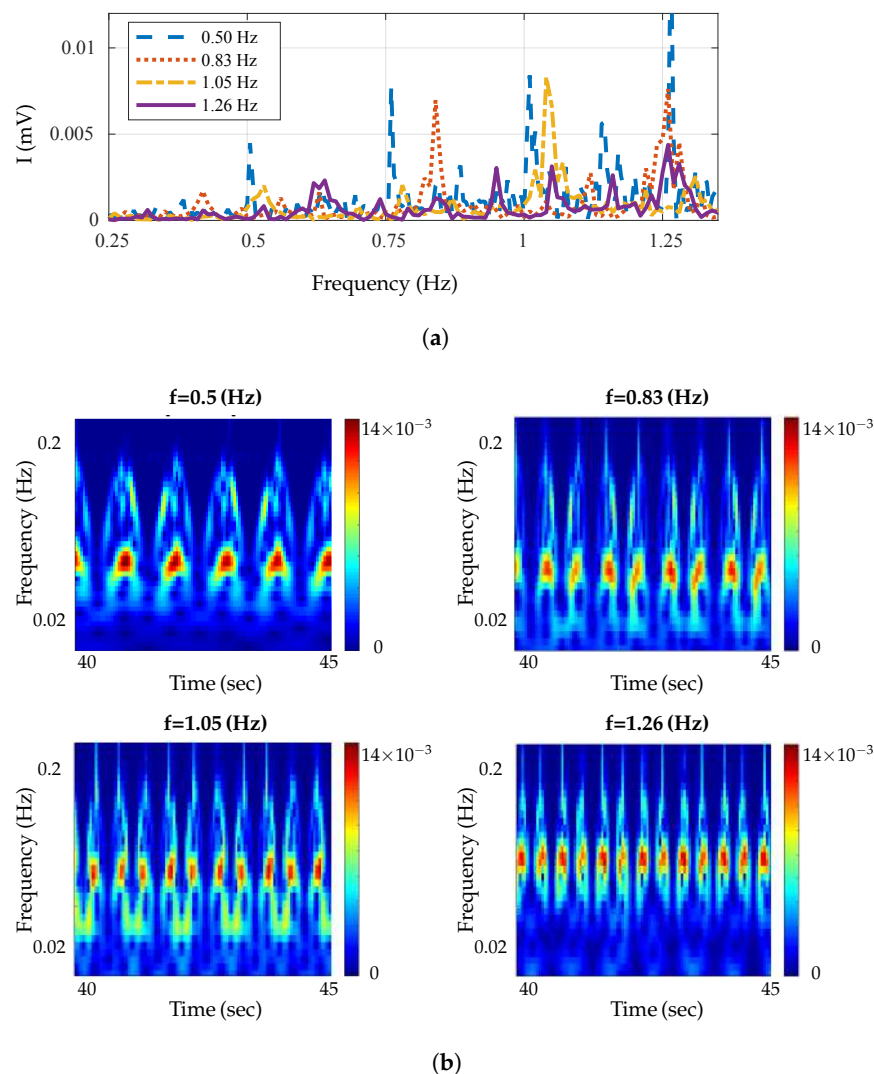 0.01
0.005
0
I (mV)
0.50 Hz
0.83 Hz
1.05 Hz
1.26 Hz
0.25 0.5 0.75 1 1.25
Frequency (Hz)
(a)
f=0.5 (Hz)
0.2
0.02
Frequency (Hz)
40 45
Time (sec)
14×10⁻³
0
f=0.83 (Hz)
0.2
0.02
Frequency (Hz)
40 45
Time (sec)
14×10⁻³
0
f=1.05 (Hz)
0.2
0.02
Frequency (Hz)
40 45
Time (sec)
14×10⁻³
0
f=1.26 (Hz)
0.2
0.02
Frequency (Hz)
40 45
Time (sec)
14×10⁻³
0
(b)